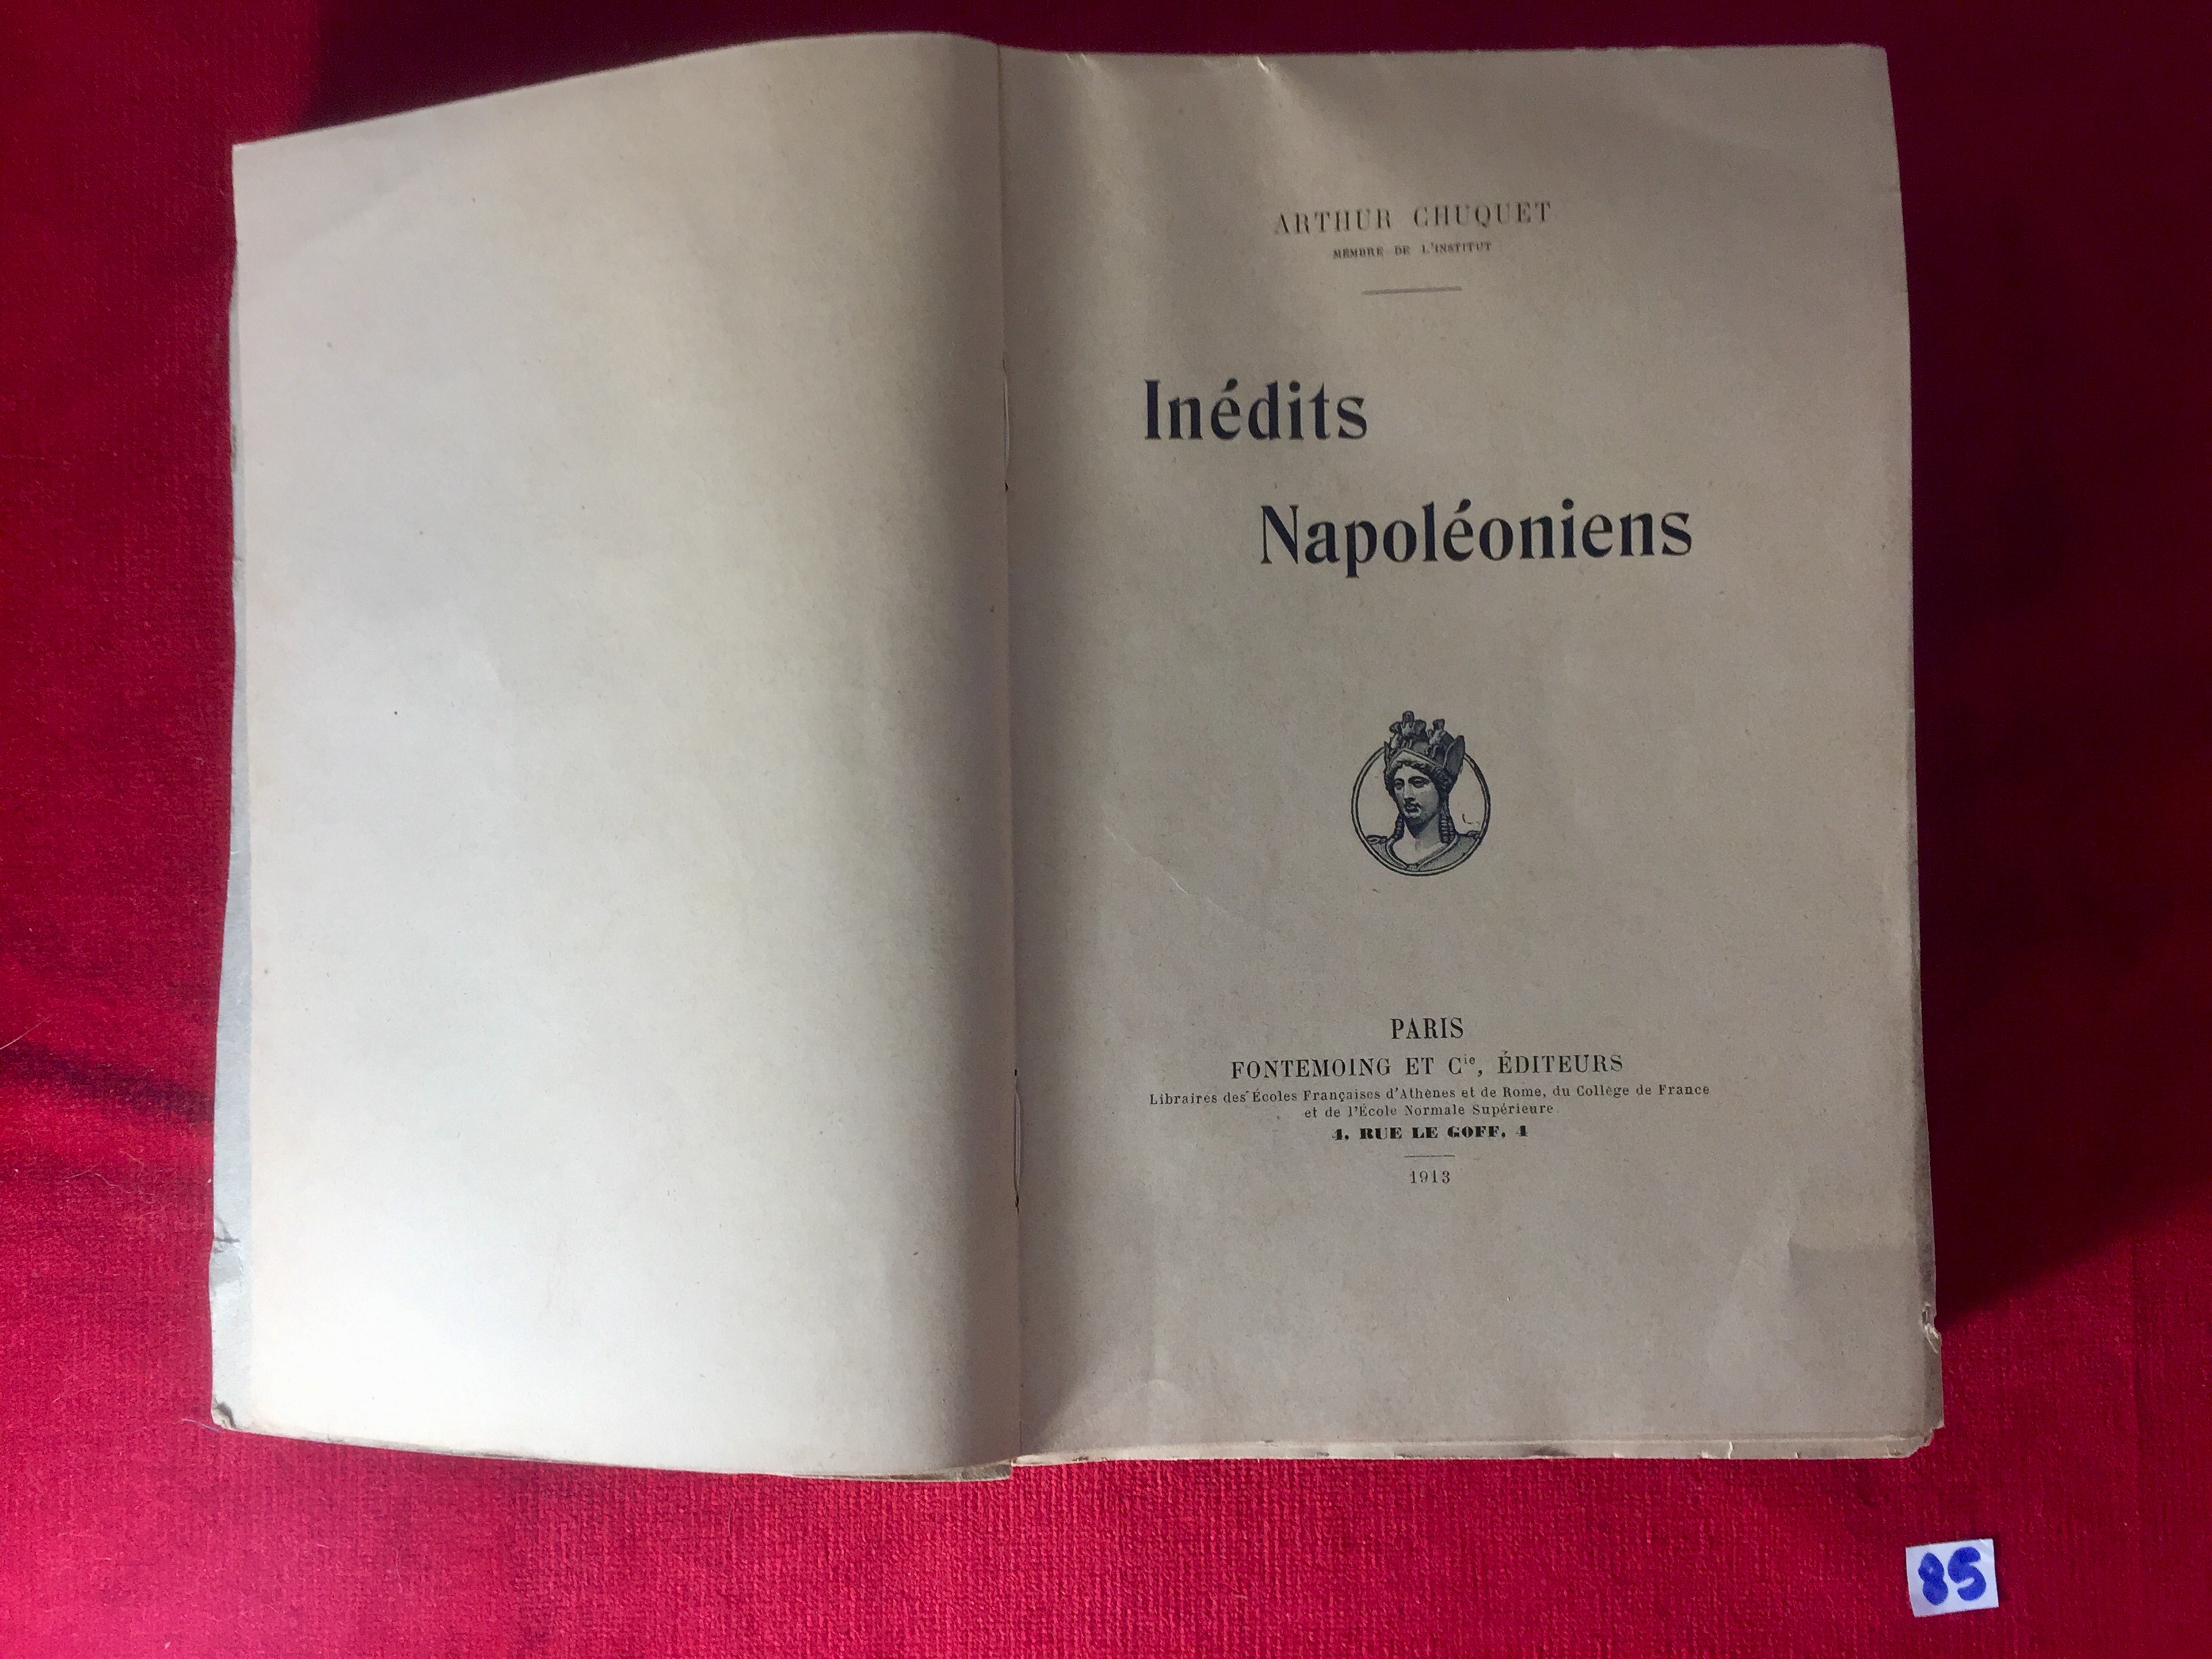 ARTHUR CHUQUET
MEMBRE DE L'INSTITUT
Inédits
Napoléoniens
PARIS
FONTEMOING ET Cie, ÉDITEURS
Libraires des Écoles Françaises d'Athènes et de Rome, du Collège de France
et de l'École Normale Supérieure
4, RUE LE GOFF, 4
1913
85